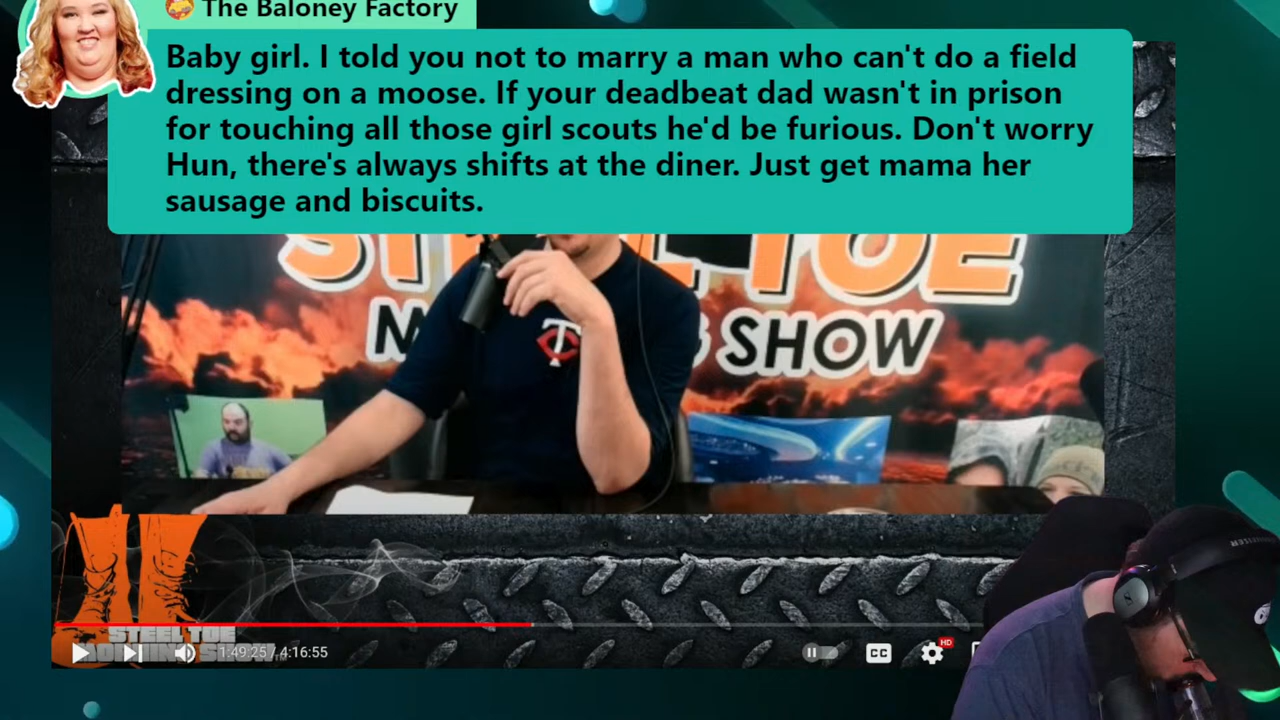 The Baloney Factory
Baby girl. I told you not to marry a man who can't do a field
dressing on a moose. If your deadbeat dad wasn't in prison
for touching all those girl scouts he'd be furious. Don't worry
Hun, there's always shifts at the diner. Just get mama her
sausage and biscuits.
SHOW
STEEL TOE
1:49:25 / 4:16:55
CC
HD